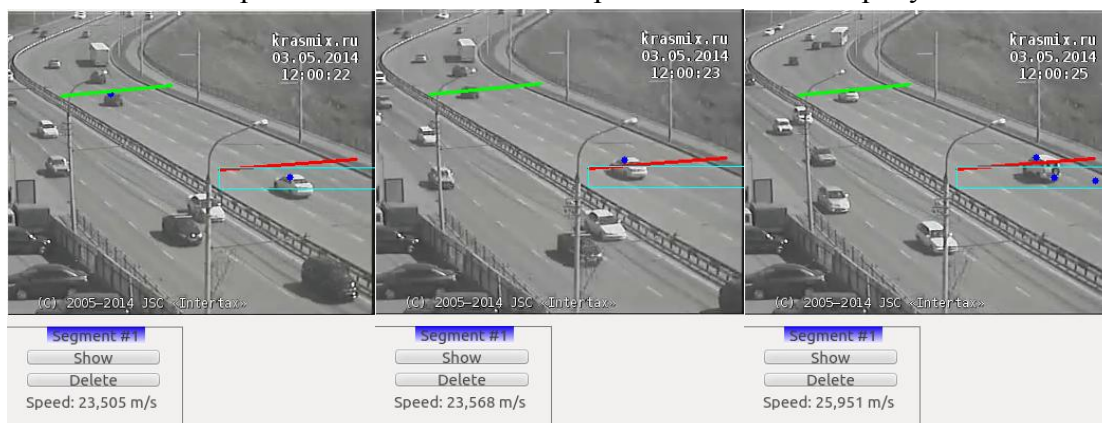 krasmix.ru
03.05.2014
12:00:22
(C) 2005–2014 JSC «Intertax»
Segment #1
Show
Delete
Speed: 23,505 m/s
krasmix.ru
03.05.2014
12:00:23
(C) 2005–2014 JSC «Intertax»
Segment #1
Show
Delete
Speed: 23,568 m/s
krasmix.ru
03.05.2014
12:00:25
(C) 2005–2014 JSC «Intertax»
Segment #1
Show
Delete
Speed: 25,951 m/s